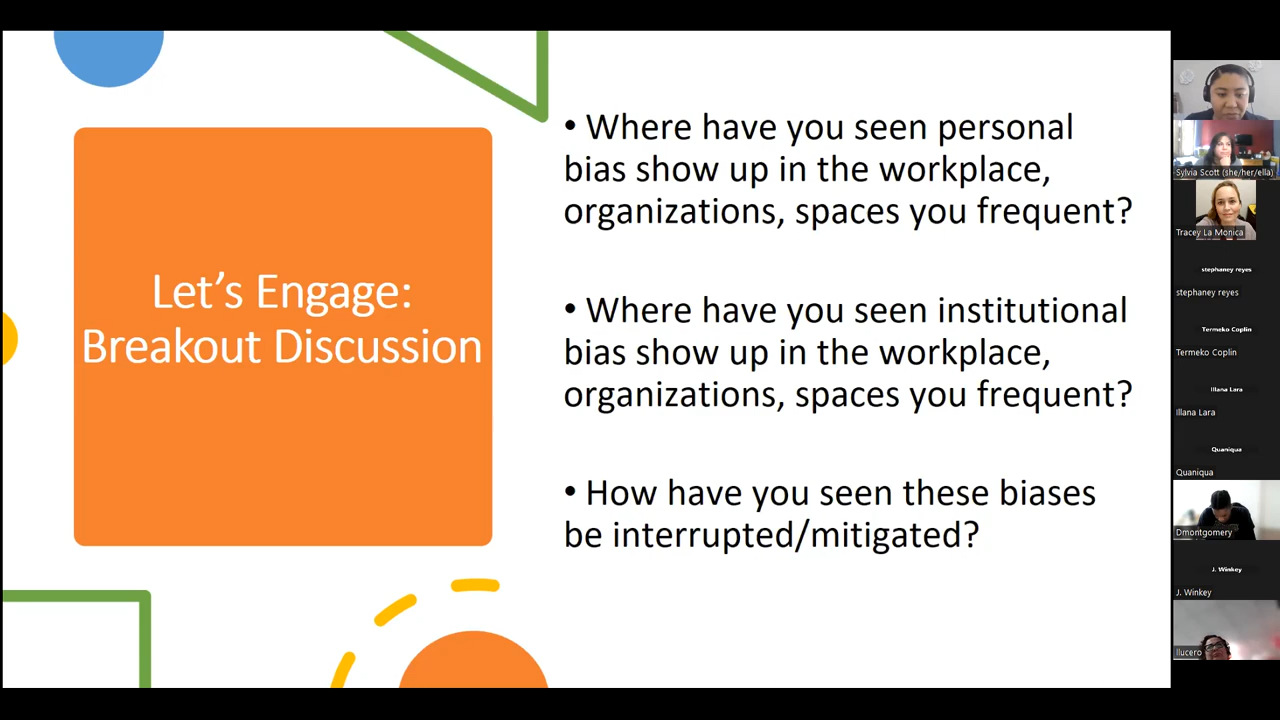 Let's Engage:
Breakout Discussion
• Where have you seen personal
bias show up in the workplace,
organizations, spaces you frequent?
• Where have you seen institutional
bias show up in the workplace,
organizations, spaces you frequent?
• How have you seen these biases
be interrupted/mitigated?
Sylvia Scott (she/her/ella)
Tracey La Monica
stephaney reyes
stephaney reyes
Termeko Coplin
Termeko Coplin
Illana Lara
Illana Lara
Quaniqua
Quaniqua
Dmontgomery
J. Winkey
J. Winkey
llucero